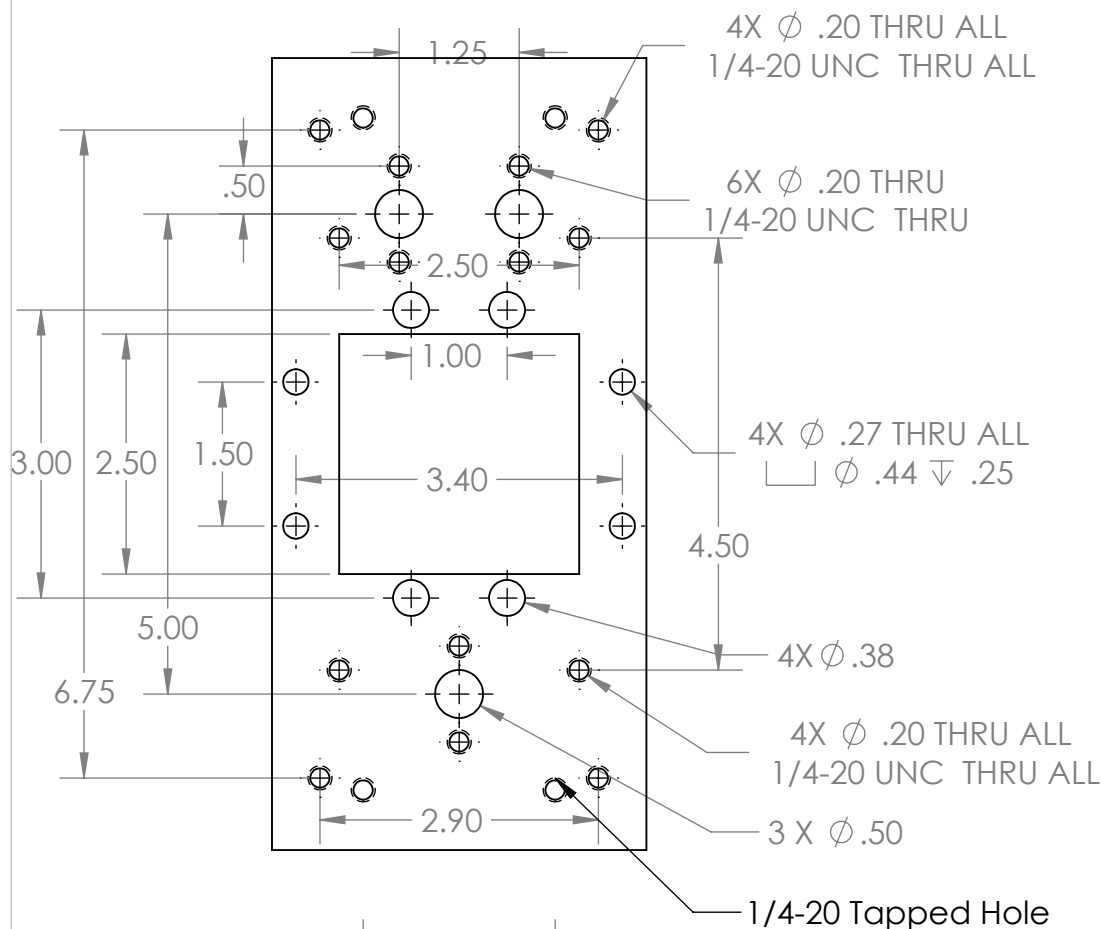 4X ∅ .20 THRU ALL
1/4-20 UNC THRU ALL
1.25
.50
6X ∅ .20 THRU
1/4-20 UNC THRU
2.50
1.00
3.00
2.50
1.50
3.40
4X ∅ .27 THRU ALL
⌴ ∅ .44 ↧ .25
4.50
5.00
4X ∅ .38
6.75
4X ∅ .20 THRU ALL
1/4-20 UNC THRU ALL
2.90
3 X ∅ .50
1/4-20 Tapped Hole